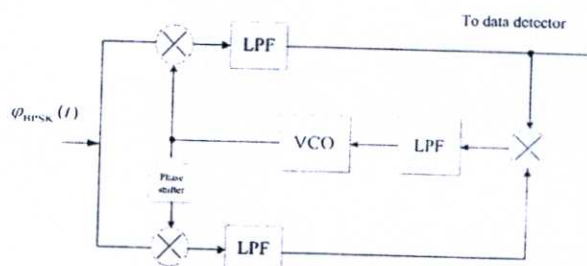 To data detector
LPF
φBPSK(t)
VCO
LPF
Phase
shifter
LPF